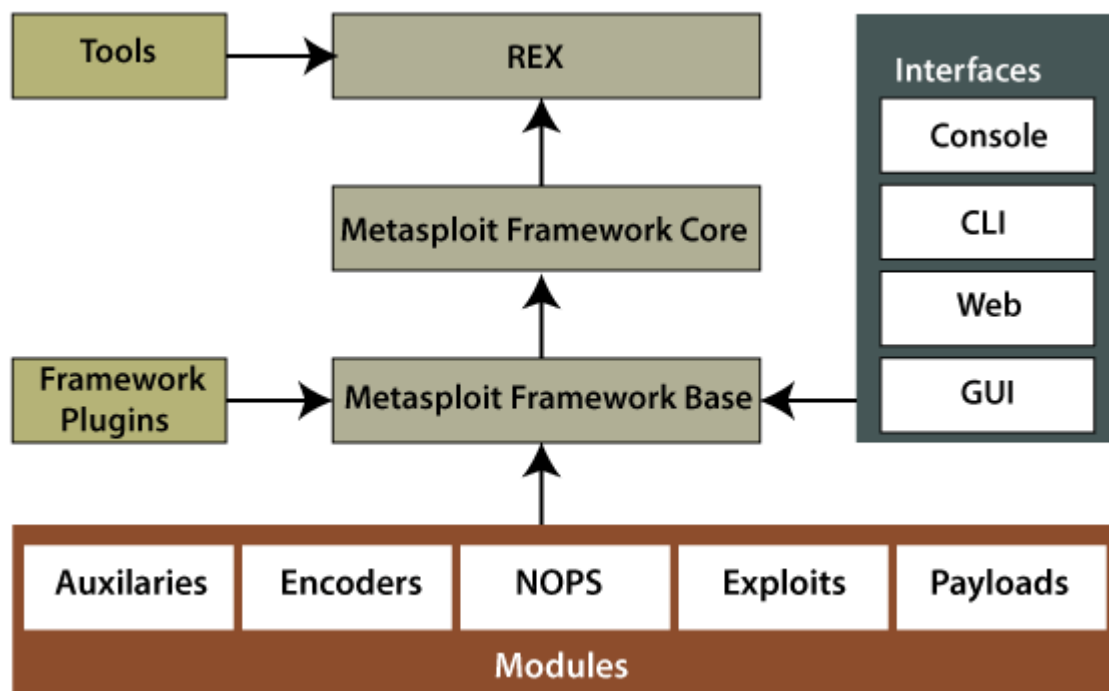 Tools
REX
Interfaces
Console
CLI
Web
GUI
Metasploit Framework Core
Framework
Plugins
Metasploit Framework Base
Auxilaries
Encoders
NOPS
Exploits
Payloads
Modules